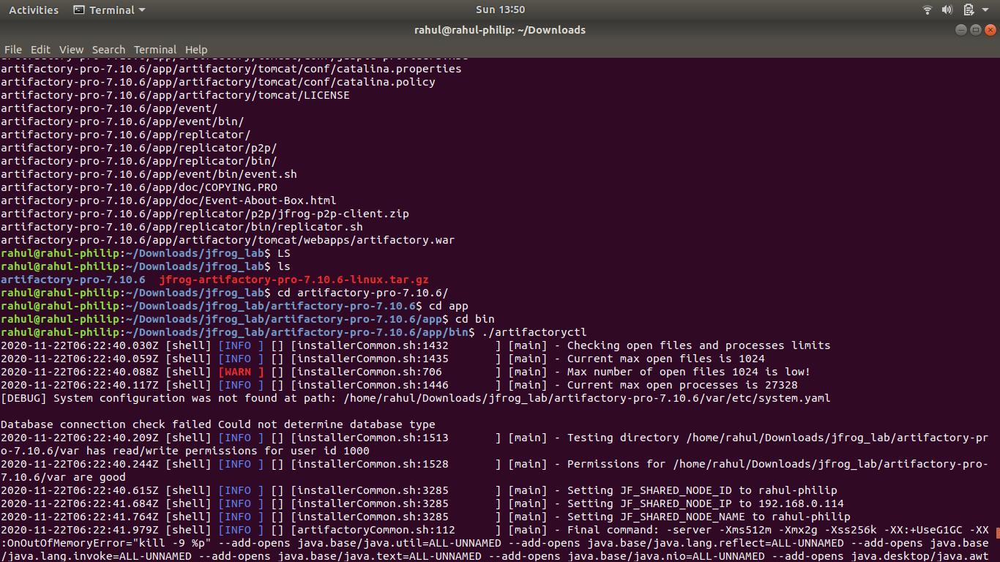 Activities Terminal Sun 13:50
rahul@rahul-philip: ~/Downloads
File Edit View Search Terminal Help
artifactory-pro-7.10.6/app/artifactory/tomcat/conf/catalina.properties
artifactory-pro-7.10.6/app/artifactory/tomcat/conf/catalina.policy
artifactory-pro-7.10.6/app/artifactory/tomcat/LICENSE
artifactory-pro-7.10.6/app/event/
artifactory-pro-7.10.6/app/event/bin/
artifactory-pro-7.10.6/app/replicator/
artifactory-pro-7.10.6/app/replicator/p2p/
artifactory-pro-7.10.6/app/replicator/bin/
artifactory-pro-7.10.6/app/event/bin/event.sh
artifactory-pro-7.10.6/app/doc/COPYING.PRO
artifactory-pro-7.10.6/app/doc/Event-About-Box.html
artifactory-pro-7.10.6/app/replicator/p2p/jfrog-p2p-client.zip
artifactory-pro-7.10.6/app/replicator/bin/replicator.sh
artifactory-pro-7.10.6/app/artifactory/tomcat/webapps/artifactory.war
rahul@rahul-philip:~/Downloads/jfrog_lab$ LS
rahul@rahul-philip:~/Downloads/jfrog_lab$ ls
artifactory-pro-7.10.6  jfrog-artifactory-pro-7.10.6-linux.tar.gz
rahul@rahul-philip:~/Downloads/jfrog_lab$ cd artifactory-pro-7.10.6/
rahul@rahul-philip:~/Downloads/jfrog_lab/artifactory-pro-7.10.6$ cd app
rahul@rahul-philip:~/Downloads/jfrog_lab/artifactory-pro-7.10.6/app$ cd bin
rahul@rahul-philip:~/Downloads/jfrog_lab/artifactory-pro-7.10.6/app/bin$ ./artifactoryctl
2020-11-22T06:22:40.030Z [shell] [INFO ] [] [installerCommon.sh:1432       ] [main] - Checking open files and processes limits
2020-11-22T06:22:40.059Z [shell] [INFO ] [] [installerCommon.sh:1435       ] [main] - Current max open files is 1024
2020-11-22T06:22:40.088Z [shell] [WARN ] [] [installerCommon.sh:706        ] [main] - Max number of open files 1024 is low!
2020-11-22T06:22:40.117Z [shell] [INFO ] [] [installerCommon.sh:1446       ] [main] - Current max open processes is 27328
[DEBUG] System configuration was not found at path: /home/rahul/Downloads/jfrog_lab/artifactory-pro-7.10.6/var/etc/system.yaml
Database connection check failed Could not determine database type
2020-11-22T06:22:40.209Z [shell] [INFO ] [] [installerCommon.sh:1513       ] [main] - Testing directory /home/rahul/Downloads/jfrog_lab/artifactory-pr
o-7.10.6/var has read/write permissions for user id 1000
2020-11-22T06:22:40.244Z [shell] [INFO ] [] [installerCommon.sh:1528       ] [main] - Permissions for /home/rahul/Downloads/jfrog_lab/artifactory-pro-
7.10.6/var are good
2020-11-22T06:22:40.615Z [shell] [INFO ] [] [installerCommon.sh:3285       ] [main] - Setting JF_SHARED_NODE_ID to rahul-philip
2020-11-22T06:22:41.684Z [shell] [INFO ] [] [installerCommon.sh:3285       ] [main] - Setting JF_SHARED_NODE_IP to 192.168.0.114
2020-11-22T06:22:41.764Z [shell] [INFO ] [] [installerCommon.sh:3285       ] [main] - Setting JF_SHARED_NODE_NAME to rahul-philip
2020-11-22T06:22:41.979Z [shell] [INFO ] [] [artifactoryCommon.sh:112      ] [main] - Final command: -server -Xms512m -Xmx2g -Xss256k -XX:+UseG1GC -XX
:OnOutOfMemoryError="kill -9 %p" --add-opens java.base/java.util=ALL-UNNAMED --add-opens java.base/java.lang.reflect=ALL-UNNAMED --add-opens java.base
/java.lang.invoke=ALL-UNNAMED --add-opens java.base/java.text=ALL-UNNAMED --add-opens java.base/java.nio=ALL-UNNAMED --add-opens java.desktop/java.awt